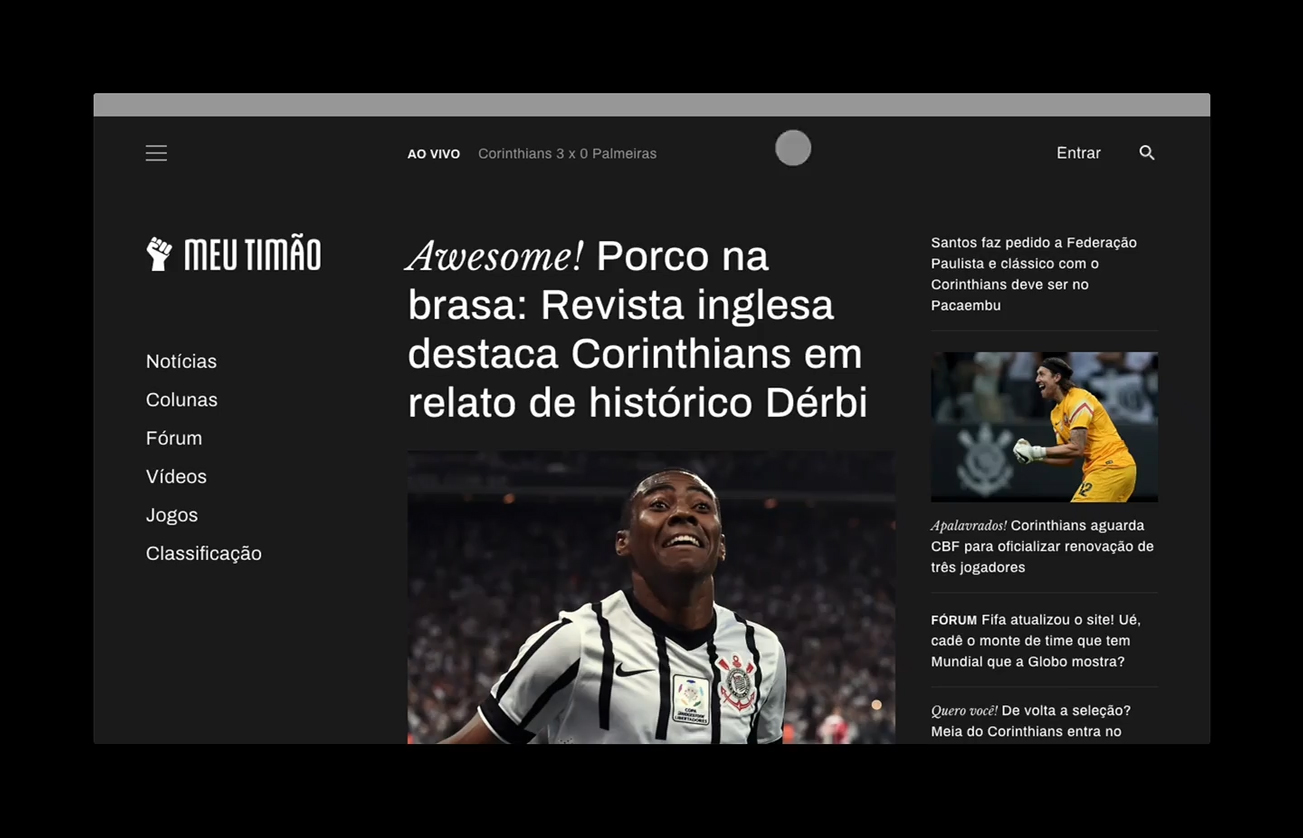 AO VIVO Corinthians 3 x 0 Palmeiras
Entrar
MEU TIMÃO
Notícias
Colunas
Fórum
Vídeos
Jogos
Classificação
Awesome! Porco na
brasa: Revista inglesa
destaca Corinthians em
relato de histórico Dérbi
Santos faz pedido a Federação
Paulista e clássico com o
Corinthians deve ser no
Pacaembu
12
Apalavrados! Corinthians aguarda
CBF para oficializar renovação de
três jogadores
FÓRUM Fifa atualizou o site! Ué,
cadê o monte de time que tem
Mundial que a Globo mostra?
Quero você! De volta a seleção?
Meia do Corinthians entra no